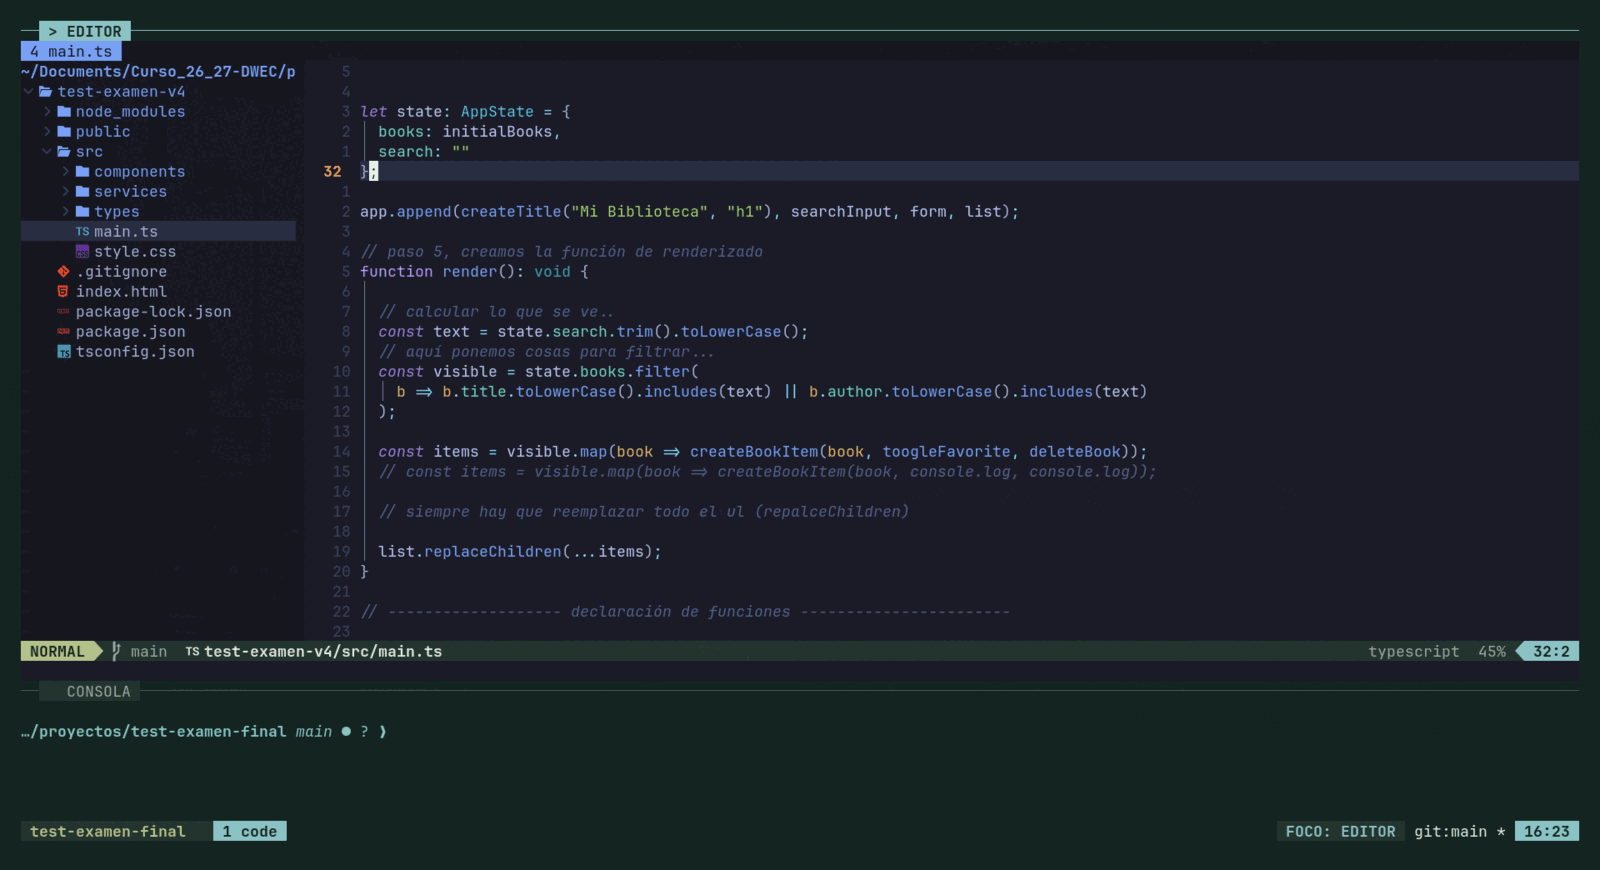 > EDITOR
4 main.ts
~/Documents/Curso_26_27-DWEC/p
test-examen-v4
node_modules
public
src
components
services
types
TS main.ts
style.css
.gitignore
index.html
package-lock.json
package.json
tsconfig.json
5
4
3 let state: AppState = {
2 books: initialBooks,
1 search: ""
32 };
1
2 app.append(createTitle("Mi Biblioteca", "h1"), searchInput, form, list);
3
4 // paso 5, creamos la función de renderizado
5 function render(): void {
6
7 // calcular lo que se ve..
8 const text = state.search.trim().toLowerCase();
9 // aquí ponemos cosas para filtrar...
10 const visible = state.books.filter(
11 b => b.title.toLowerCase().includes(text) || b.author.toLowerCase().includes(text)
12 );
13
14 const items = visible.map(book => createBookItem(book, toogleFavorite, deleteBook));
15 // const items = visible.map(book => createBookItem(book, console.log, console.log));
16
17 // siempre hay que reemplazar todo el ul (repalceChildren)
18
19 list.replaceChildren(...items);
20 }
21
22 // ------------------- declaración de funciones -----------------------
23
NORMAL main TS test-examen-v4/src/main.ts typescript 45% 32:2
CONSOLA
…/proyectos/test-examen-final main ● ? ❯
test-examen-final 1 code FOCO: EDITOR git:main * 16:23